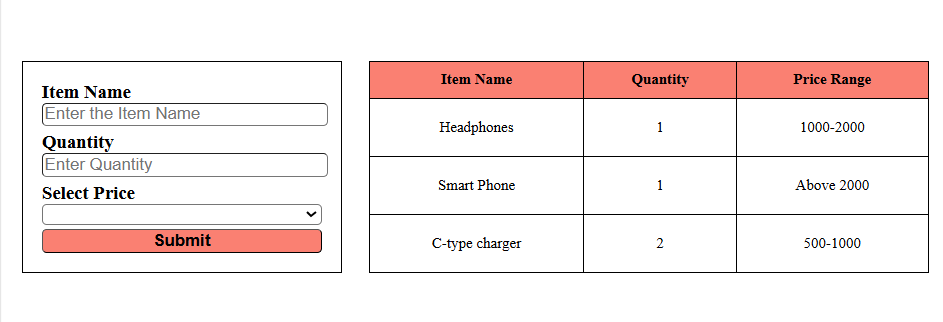 Item Name
Enter the Item Name
Quantity
Enter Quantity
Select Price
Submit
Item Name Quantity Price Range
Headphones 1 1000-2000
Smart Phone 1 Above 2000
C-type charger 2 500-1000